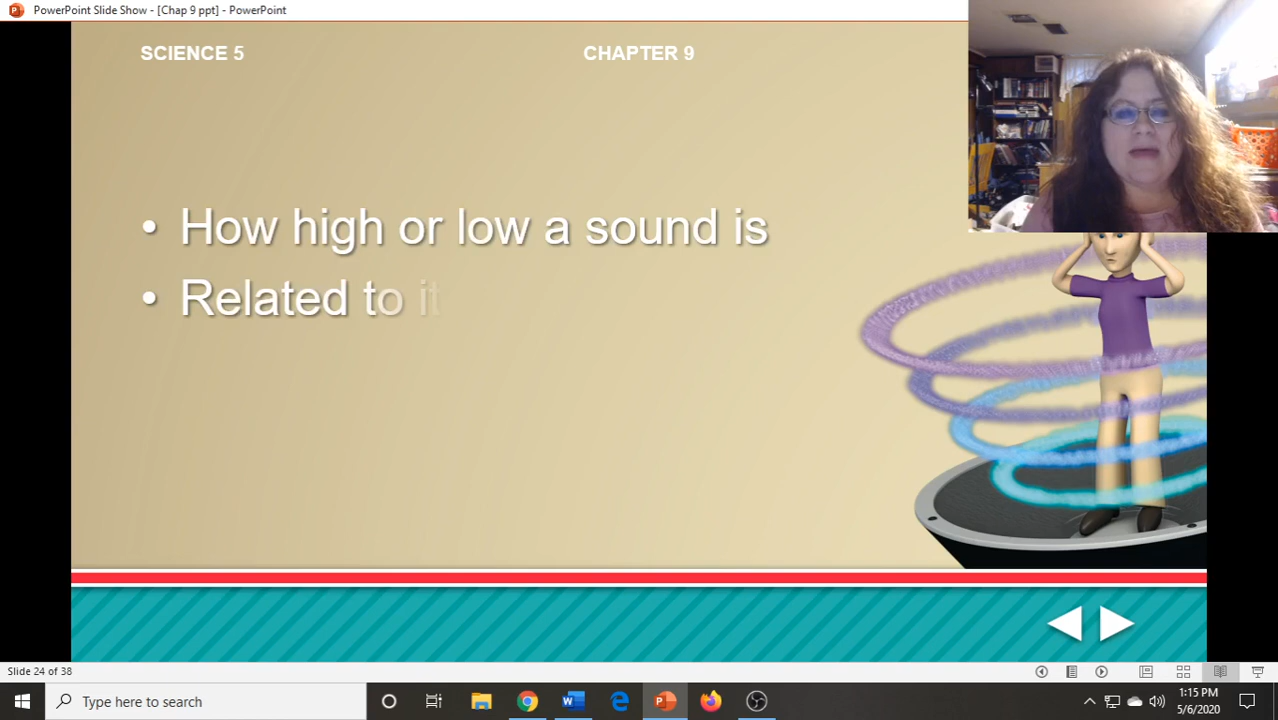 PowerPoint Slide Show - [Chap 9 ppt] - PowerPoint
SCIENCE 5
CHAPTER 9
• How high or low a sound is
• Related to it
Slide 24 of 38
Type here to search
1:15 PM
5/6/2020